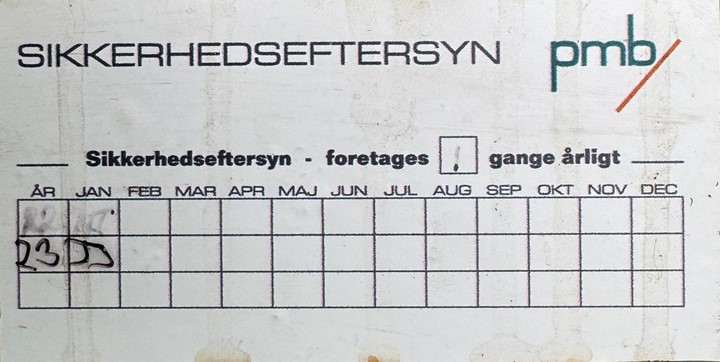 SIKKERHEDSEFTERSYN pmb
Sikkerhedseftersyn - foretages 1 gange årligt
ÅR JAN FEB MAR APR MAJ JUN JUL AUG SEP OKT NOV DEC
23 JJ